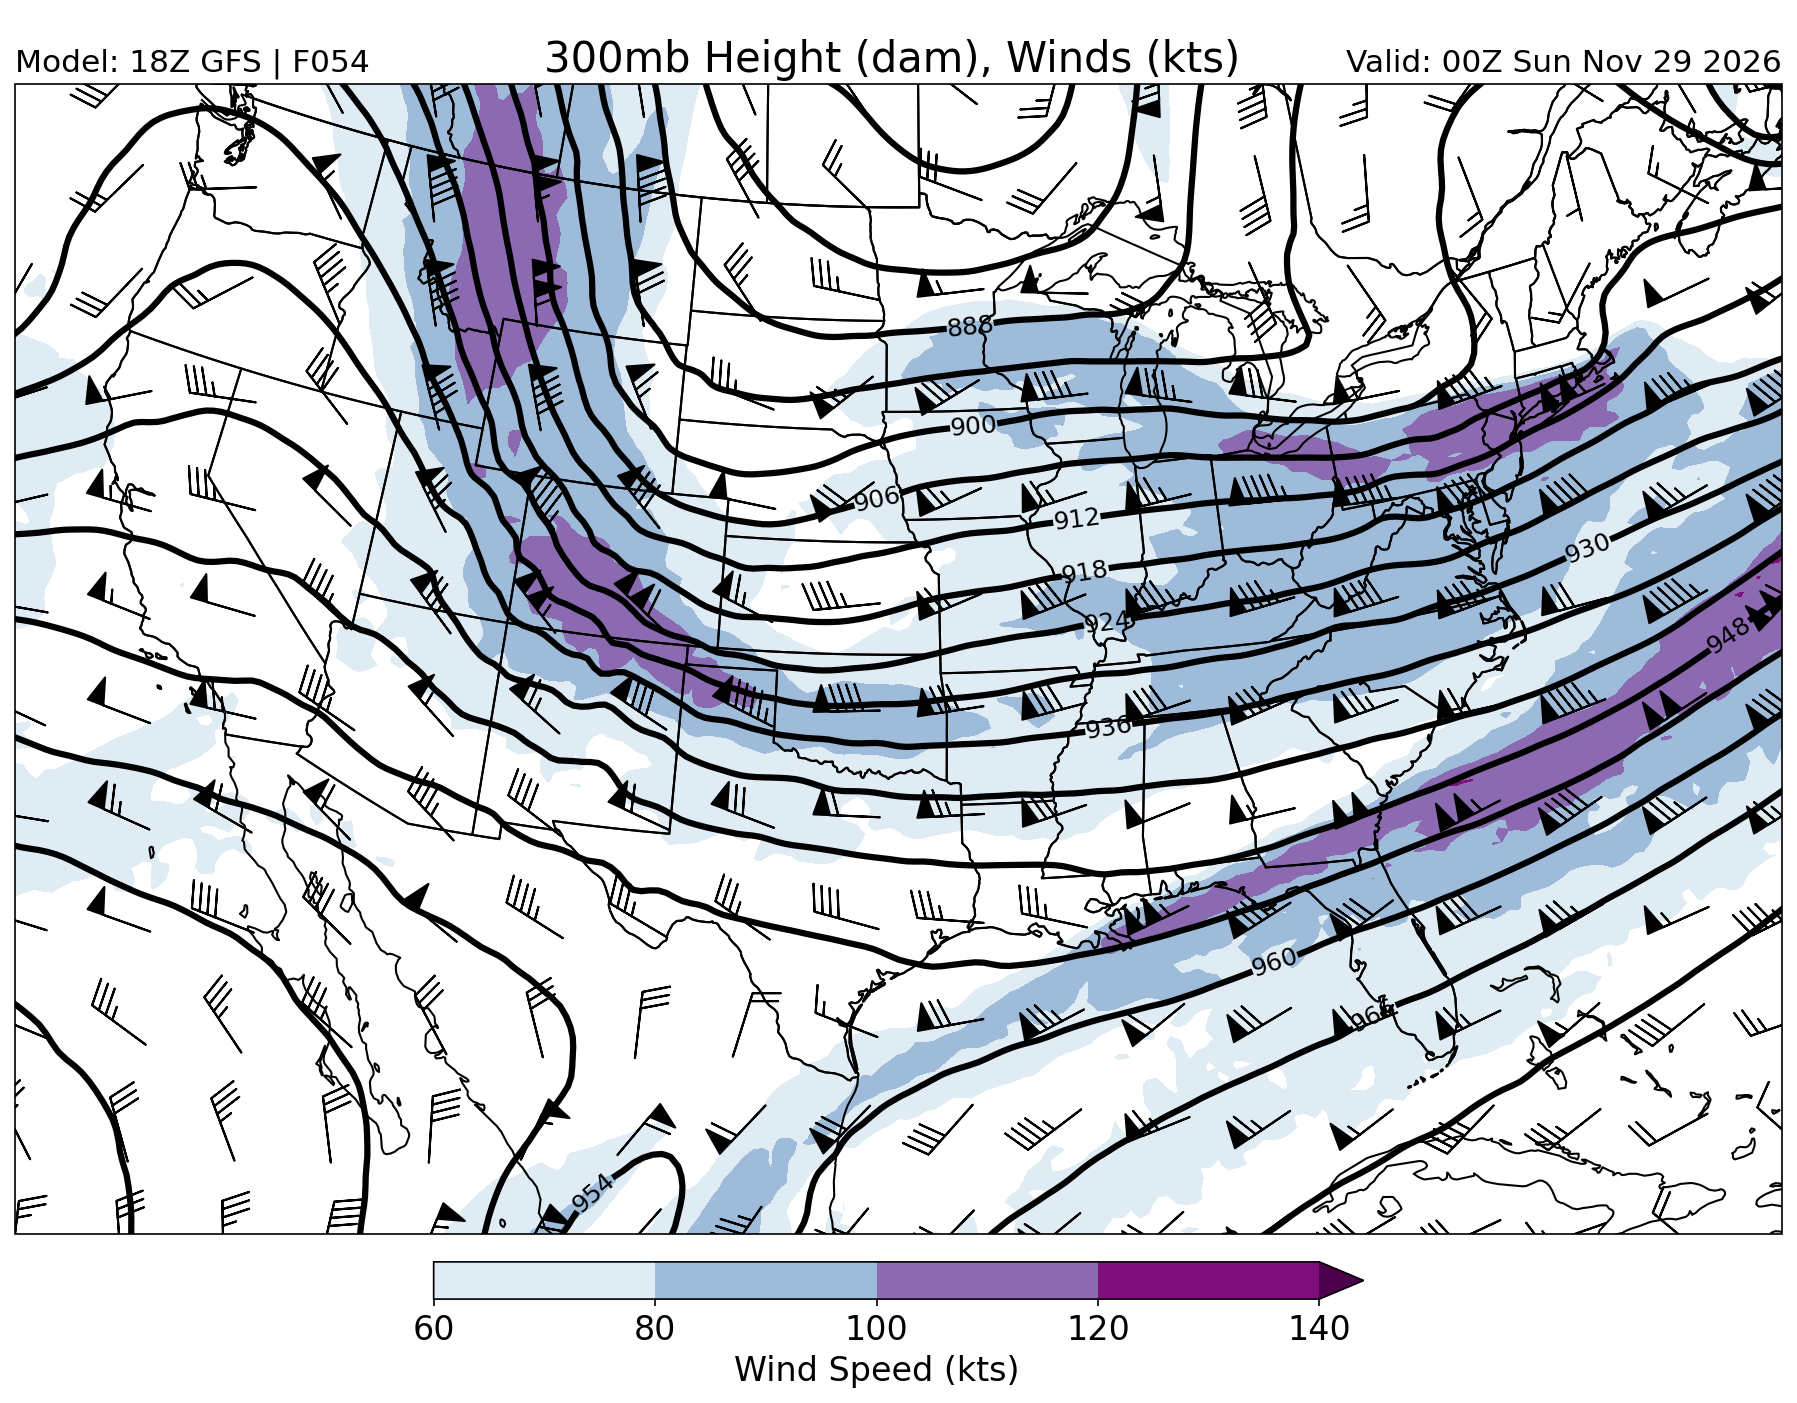 Model: 18Z GFS | F054
300mb Height (dam), Winds (kts)
Valid: 00Z Sun Nov 29 2026
888
900
906
912
918
924
930
936
948
954
960
60 80 100 120 140
Wind Speed (kts)